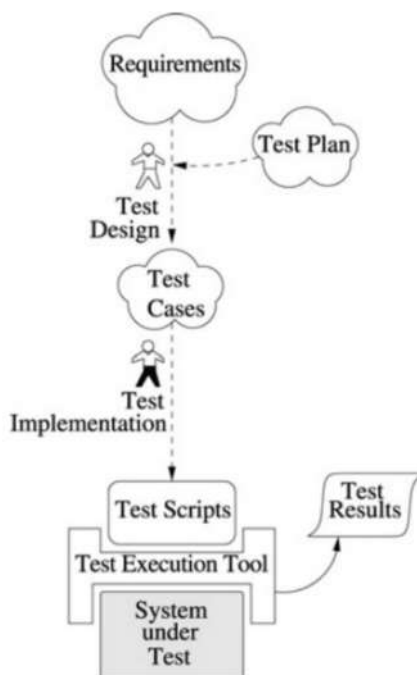 Requirements
Test Plan
Test
Design
Test
Cases
Test
Implementation
Test Scripts
Test
Results
Test Execution Tool
System
under
Test